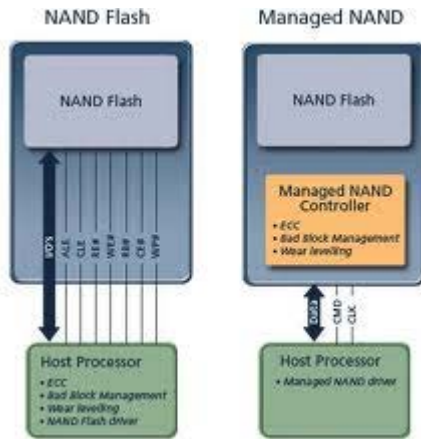 NAND Flash
Managed NAND
NAND Flash
NAND Flash
Managed NAND
Controller
• ECC
• Bad Block Management
• Wear levelling
I/O's
ALE
CLE
RE#
WE#
RB#
CE#
WP#
Data
CMD
CLK
Host Processor
• ECC
• Bad Block Management
• Wear levelling
• NAND Flash driver
Host Processor
• Managed NAND driver